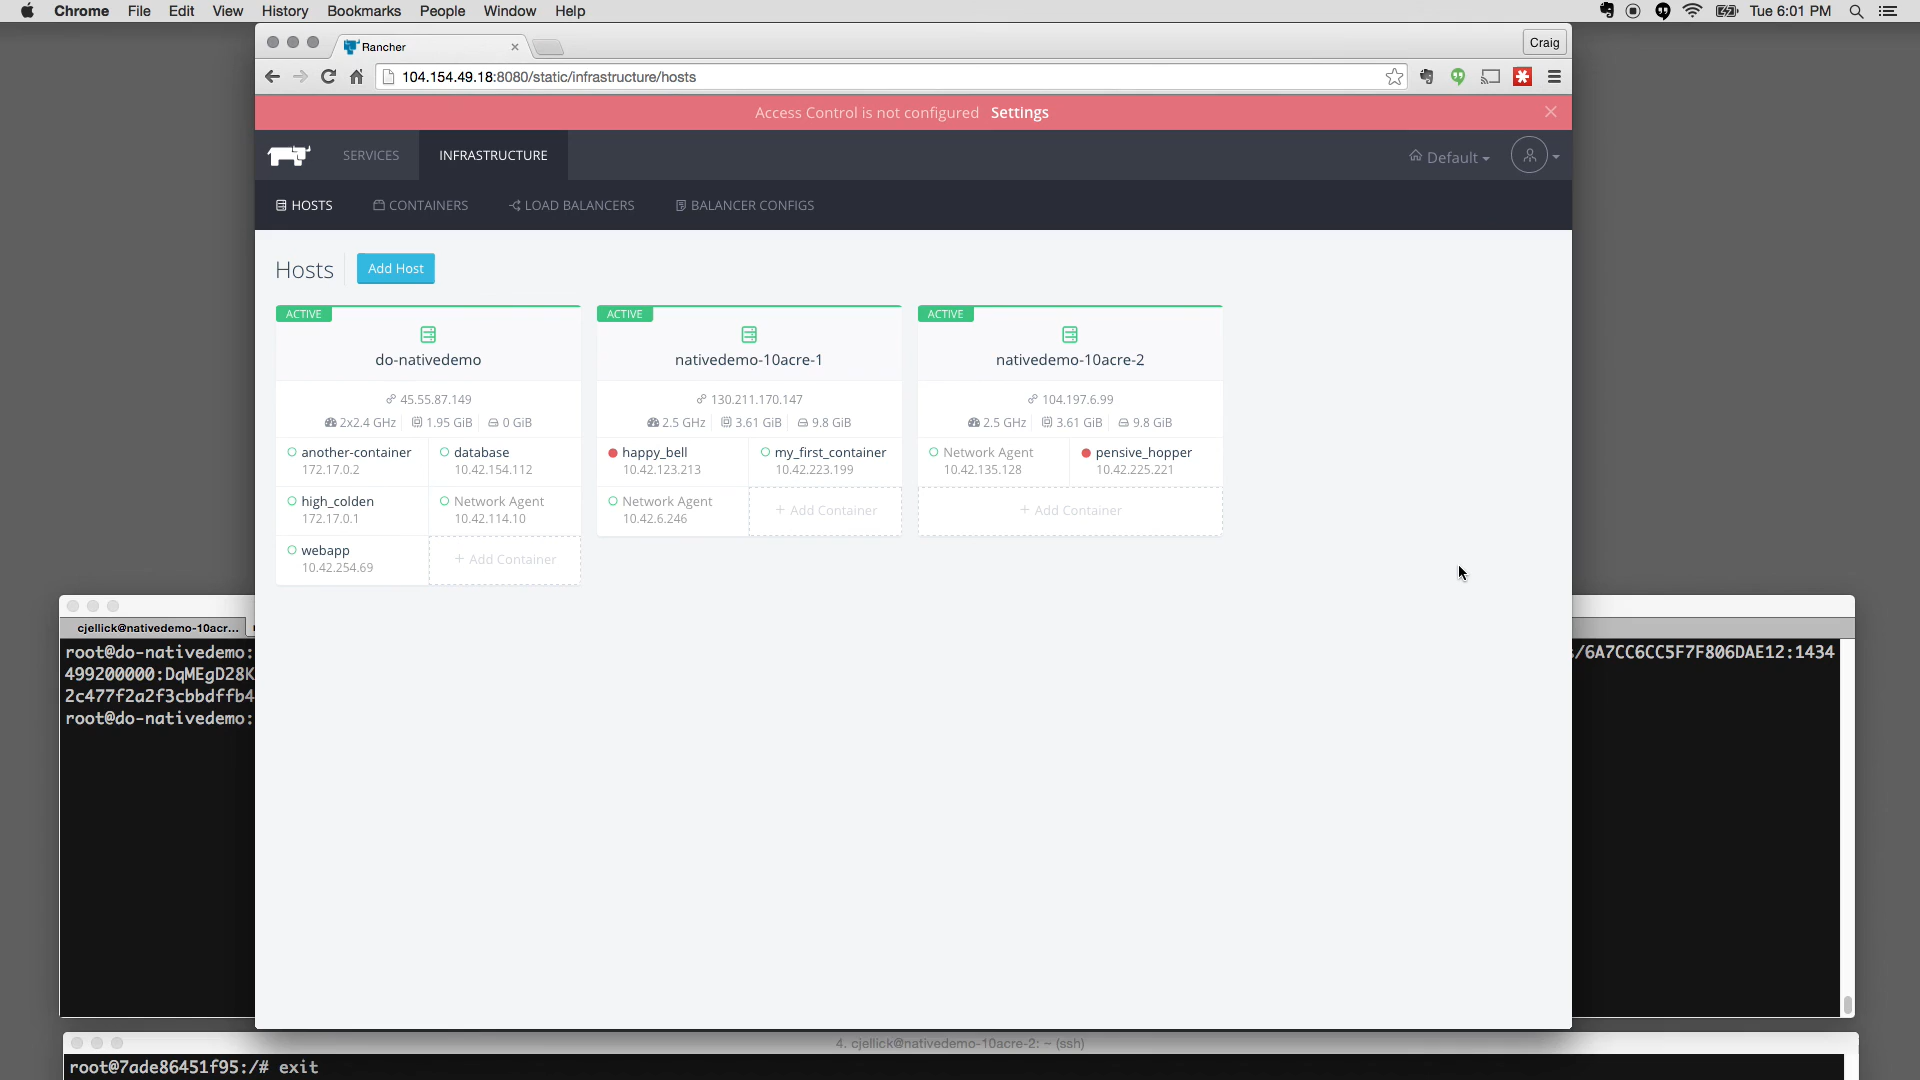 Chrome File Edit View History Bookmarks People Window Help Tue 6:01 PM
Rancher Craig
104.154.49.18:8080/static/infrastructure/hosts
Access Control is not configured Settings
SERVICES INFRASTRUCTURE Default
HOSTS CONTAINERS LOAD BALANCERS BALANCER CONFIGS
Hosts Add Host
ACTIVE ACTIVE ACTIVE
do-nativedemo nativedemo-10acre-1 nativedemo-10acre-2
45.55.87.149 130.211.170.147 104.197.6.99
2x2.4 GHz 1.95 GiB 0 GiB 2.5 GHz 3.61 GiB 9.8 GiB 2.5 GHz 3.61 GiB 9.8 GiB
another-container database happy_bell my_first_container Network Agent pensive_hopper
172.17.0.2 10.42.154.112 10.42.123.213 10.42.223.199 10.42.135.128 10.42.225.221
high_colden Network Agent Network Agent + Add Container + Add Container
172.17.0.1 10.42.114.10 10.42.6.246
webapp + Add Container
10.42.254.69
cjellick@nativedemo-10acr...
root@do-nativedemo: /6A7CC6CC5F7F806DAE12:1434
499200000:DqMEgD28K
2c477f2a2f3cbbdffb4
root@do-nativedemo:
4. cjellick@nativedemo-10acre-2: ~ (ssh)
root@7ade86451f95:/# exit